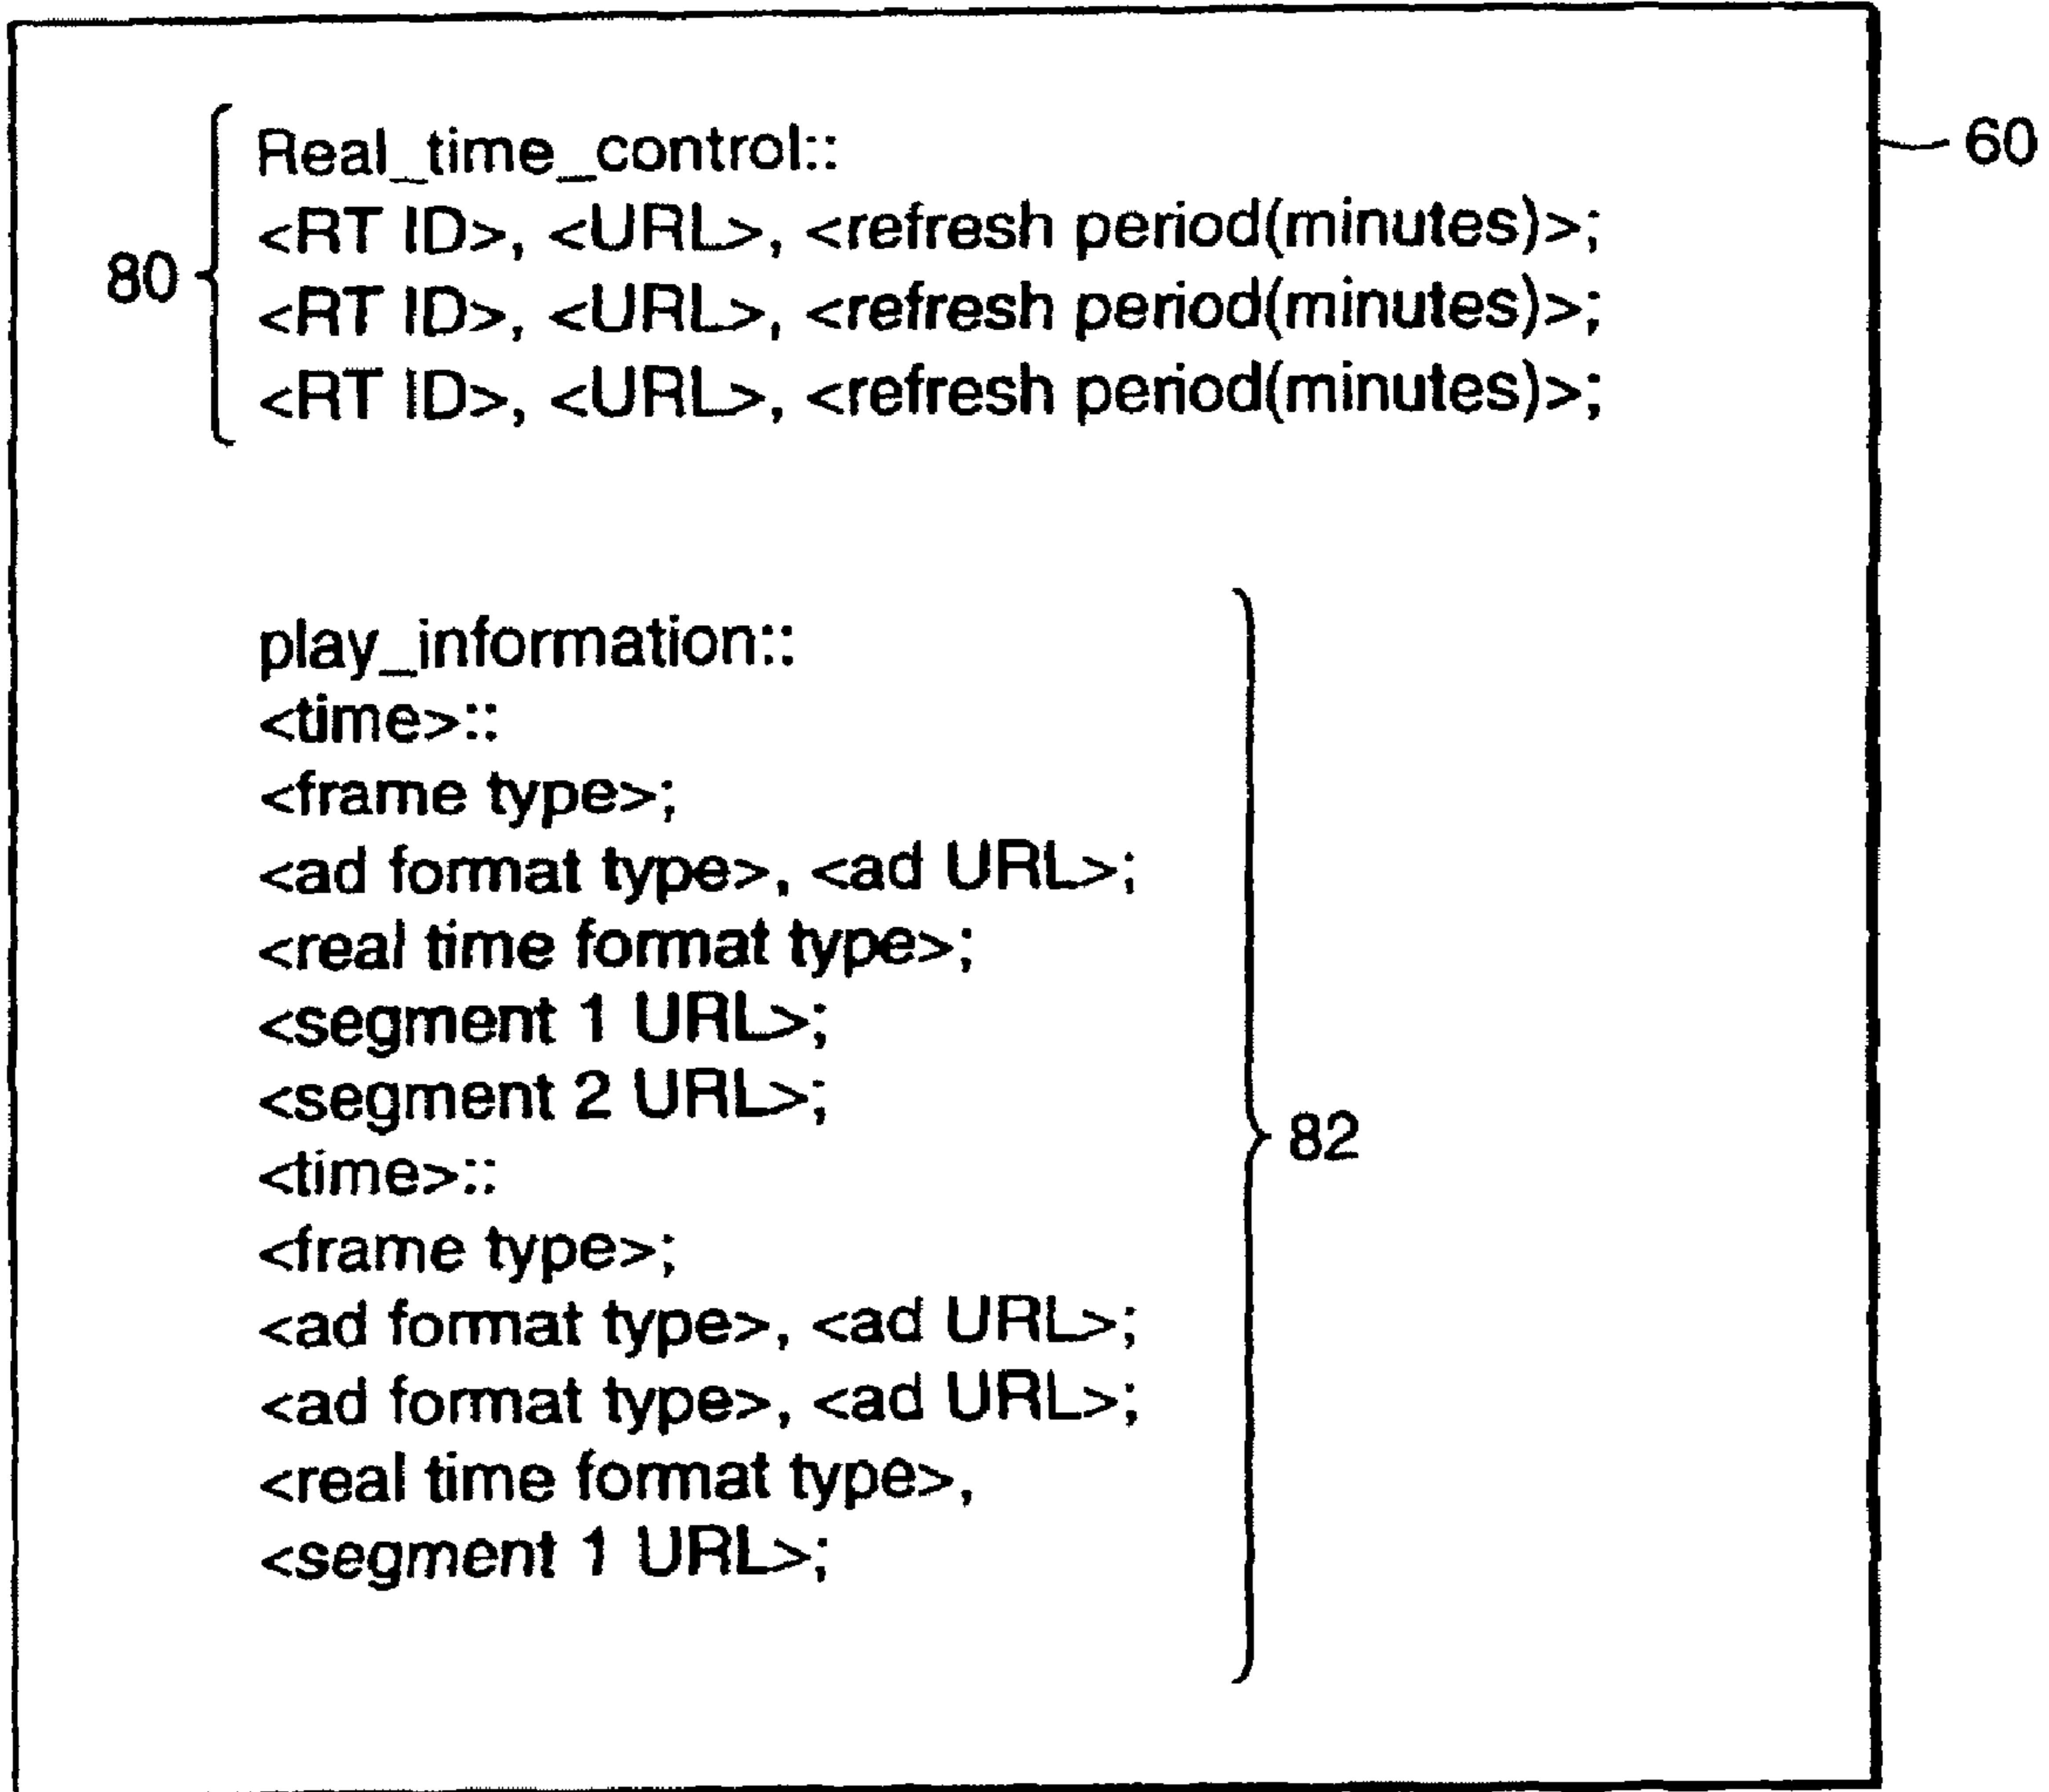 60
80
Real_time_control::
<RT ID>, <URL>, <refresh period(minutes)>;
<RT ID>, <URL>, <refresh period(minutes)>;
<RT ID>, <URL>, <refresh period(minutes)>;
play_information::
<time>::
<frame type>;
<ad format type>, <ad URL>;
<real time format type>;
<segment 1 URL>;
<segment 2 URL>;
<time>::
<frame type>;
<ad format type>, <ad URL>;
<ad format type>, <ad URL>;
<real time format type>,
<segment 1 URL>;
82